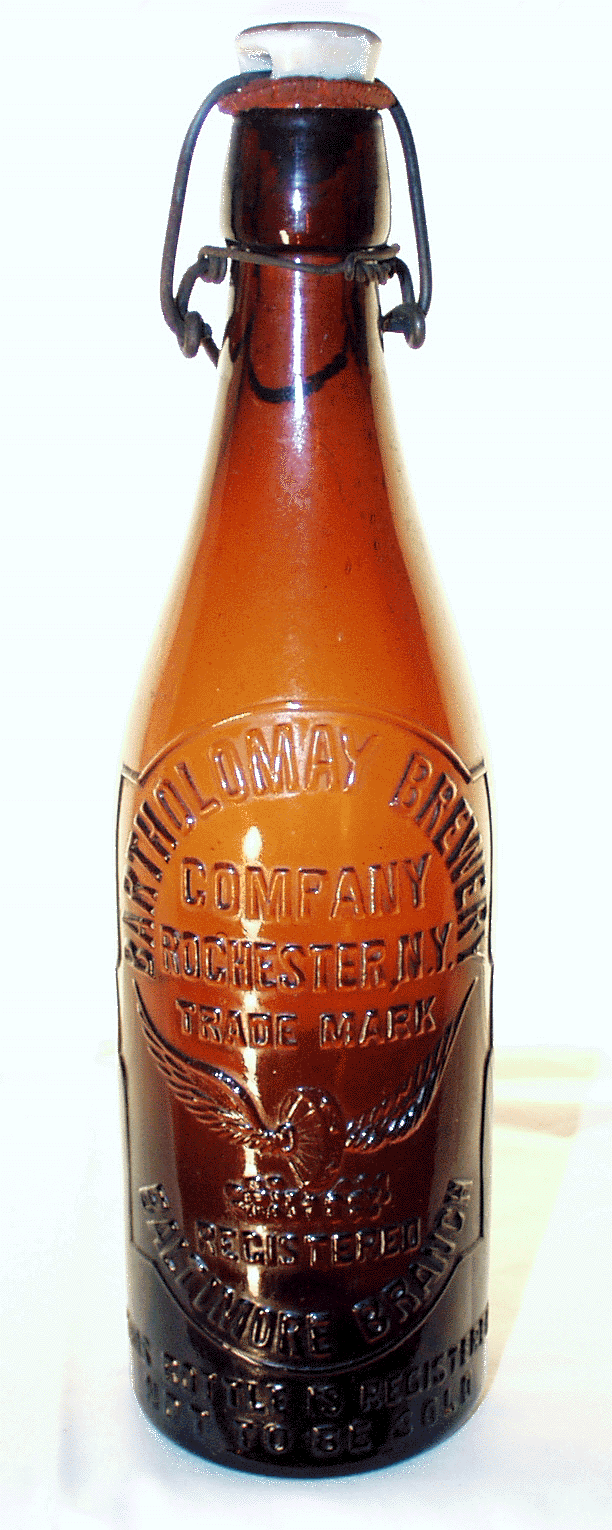 BARTHOLOMAY BREWERY
COMPANY
ROCHESTER, N.Y.
TRADE MARK
REGISTERED
BALTIMORE BRANCH
THIS BOTTLE IS REGISTERED
NOT TO BE SOLD